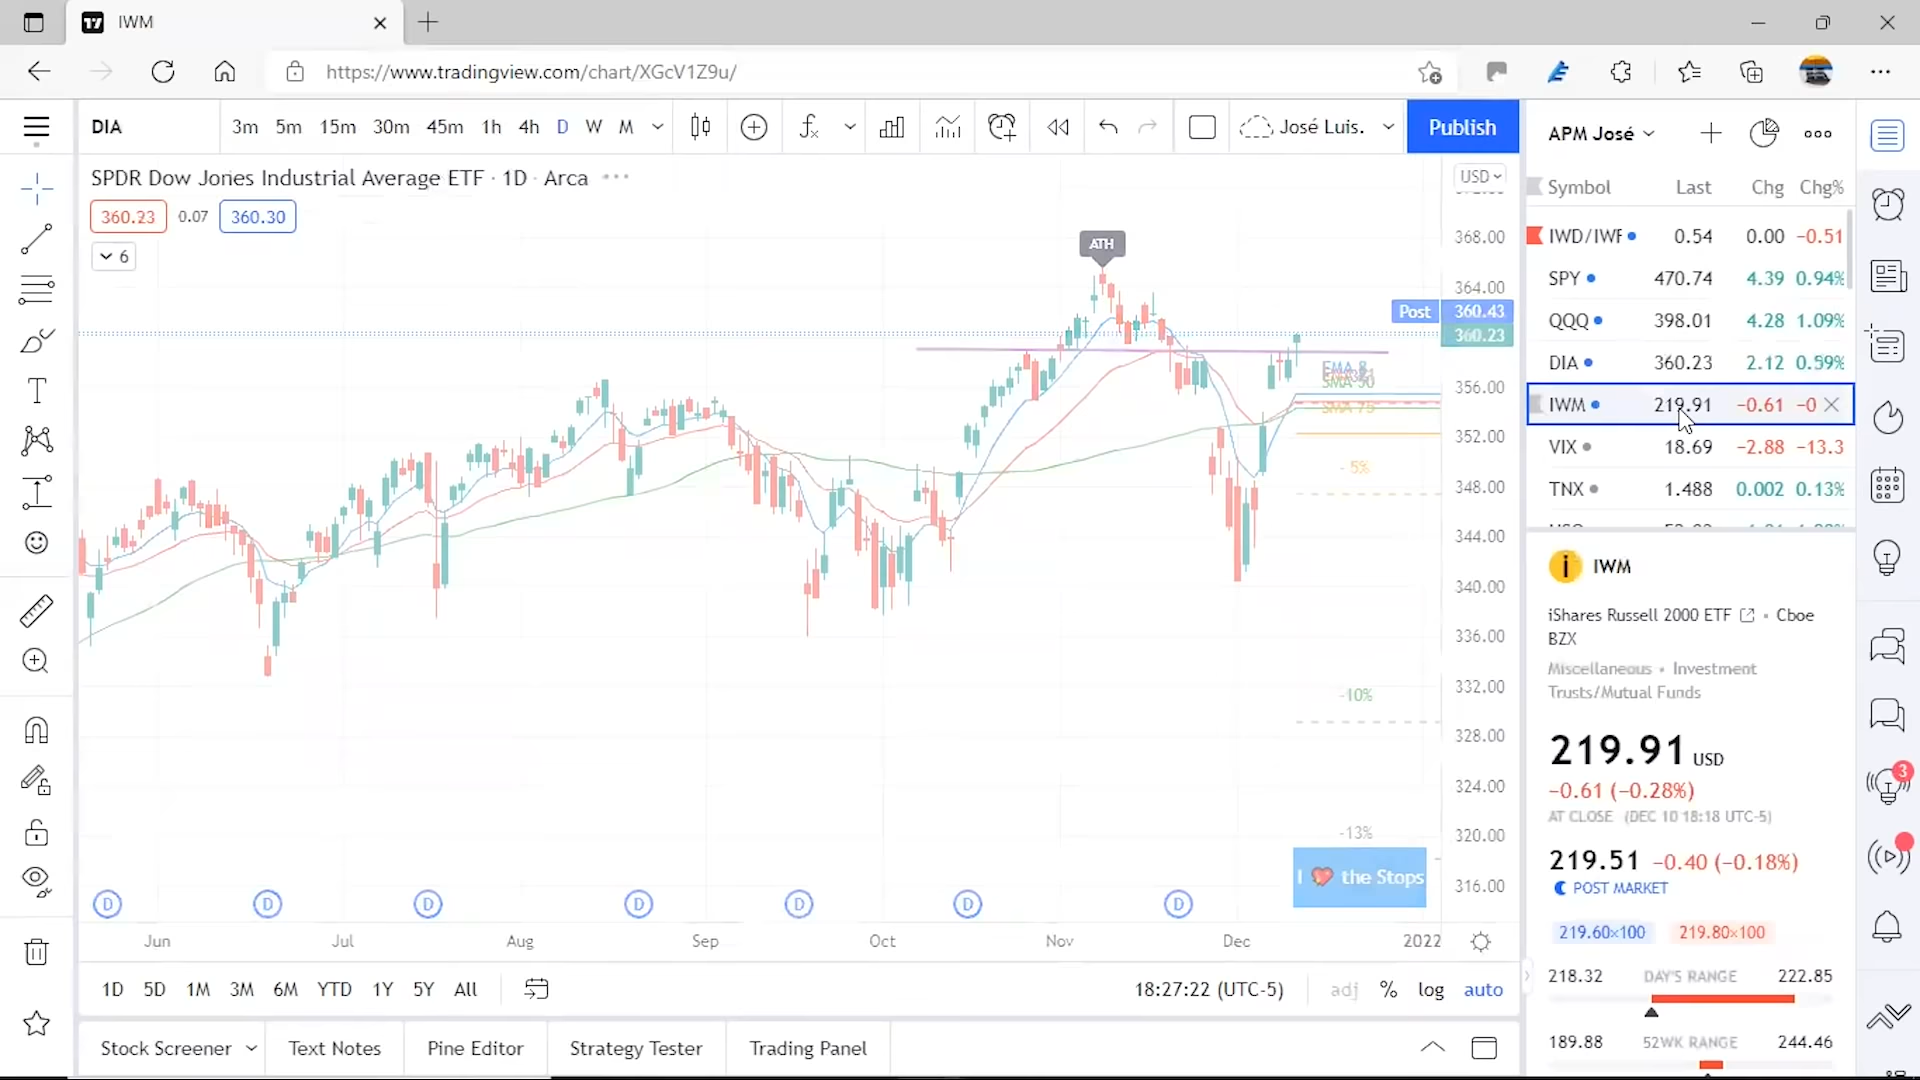 IWM
https://www.tradingview.com/chart/XGcV1Z9u/
DIA
3m 5m 15m 30m 45m 1h 4h D W M
José Luis.
Publish
SPDR Dow Jones Industrial Average ETF · 1D · Arca
360.23 0.07 360.30
6
ATH
USD
368.00
364.00
Post 360.43
360.23
356.00
352.00
348.00
344.00
340.00
336.00
332.00
328.00
324.00
320.00
316.00
EMA 8
SMA 50
SMA 75
- 5%
-10%
-13%
I ❤ the Stops
D D D D D D D
Jun Jul Aug Sep Oct Nov Dec 2022
1D 5D 1M 3M 6M YTD 1Y 5Y All
18:27:22 (UTC-5)
adj % log auto
Stock Screener Text Notes Pine Editor Strategy Tester Trading Panel
APM José
Symbol Last Chg Chg%
IWD/IWF 0.54 0.00 −0.51
SPY 470.74 4.39 0.94%
QQQ 398.01 4.28 1.09%
DIA 360.23 2.12 0.59%
IWM 219.91 −0.61 −0
VIX 18.69 −2.88 −13.3
TNX 1.488 0.002 0.13%
IWM
iShares Russell 2000 ETF • Cboe
BZX
Miscellaneous • Investment
Trusts/Mutual Funds
219.91 USD
−0.61 (−0.28%)
AT CLOSE (DEC 10 18:18 UTC-5)
219.51 −0.40 (−0.18%)
POST MARKET
219.60×100 219.80×100
218.32 DAY'S RANGE 222.85
189.88 52WK RANGE 244.46
3